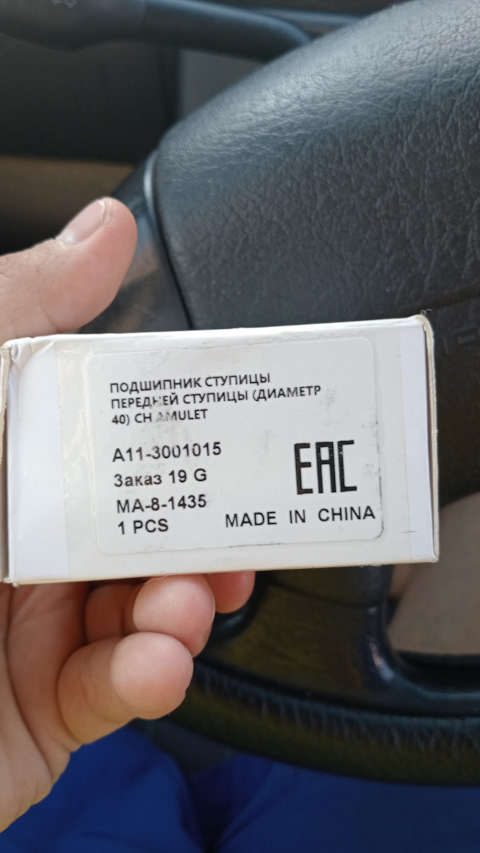 ПОДШИПНИК СТУПИЦЫ
ПЕРЕДНЕЙ СТУПИЦЫ (ДИАМЕТР
40) CH AMULET
A11-3001015
Заказ 19 G
MA-8-1435
1 PCS
EAC
MADE IN CHINA